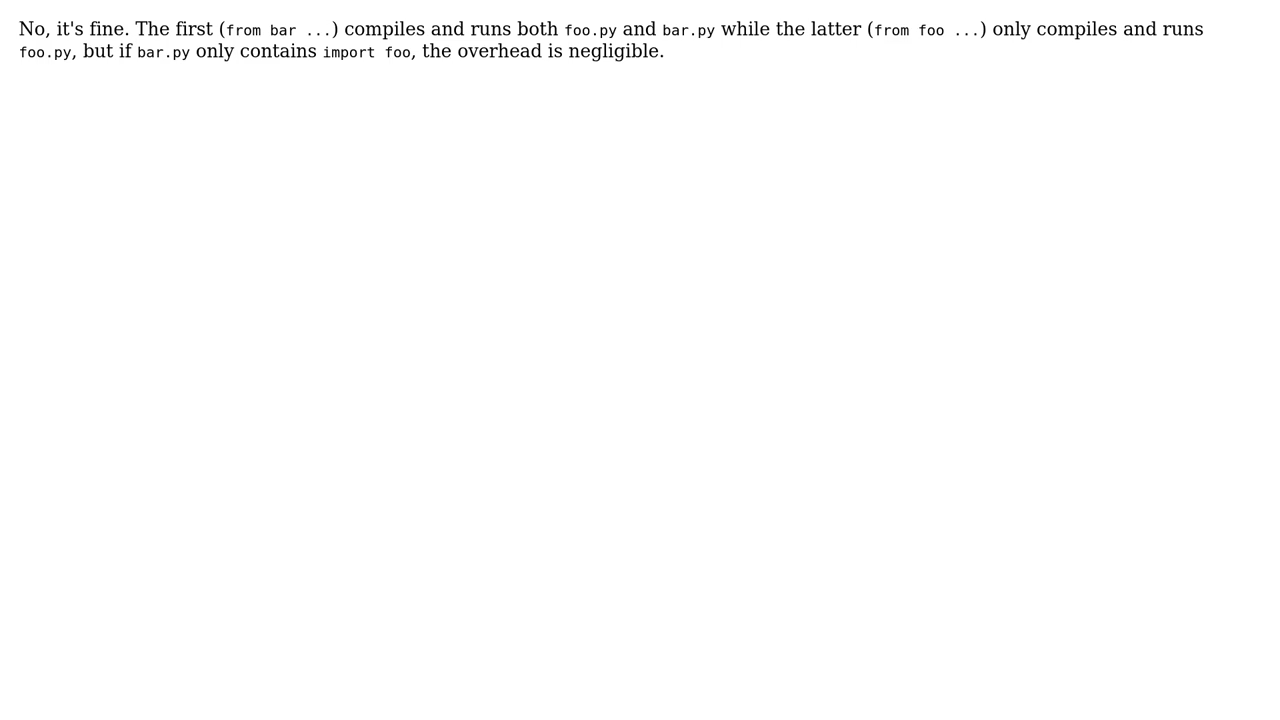 No, it's fine. The first (from bar ...) compiles and runs both foo.py and bar.py while the latter (from foo ...) only compiles and runs
foo.py, but if bar.py only contains import foo, the overhead is negligible.